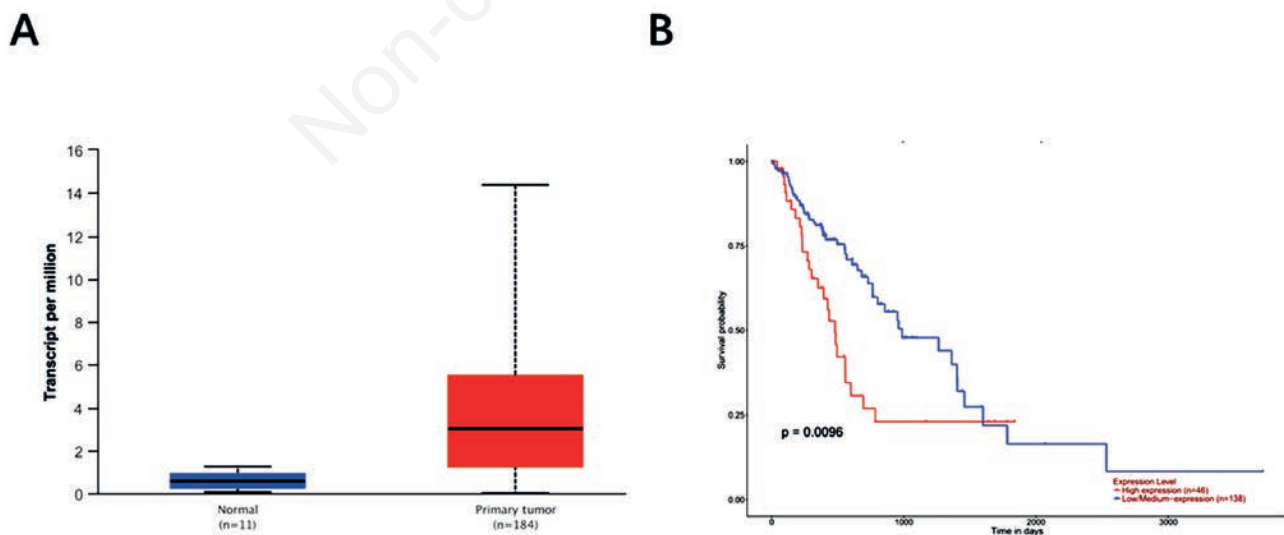 A
B
Non-c
16
14
12
10
8
6
4
2
0
Transcript per million
Normal
(n=11)
Primary tumor
(n=184)
1.00
0.75
0.50
0.25
0.00
Survival probability
p = 0.0096
Expression Level
High expression (n=46)
Low/Medium-expression (n=138)
0
1000
2000
3000
Time in days